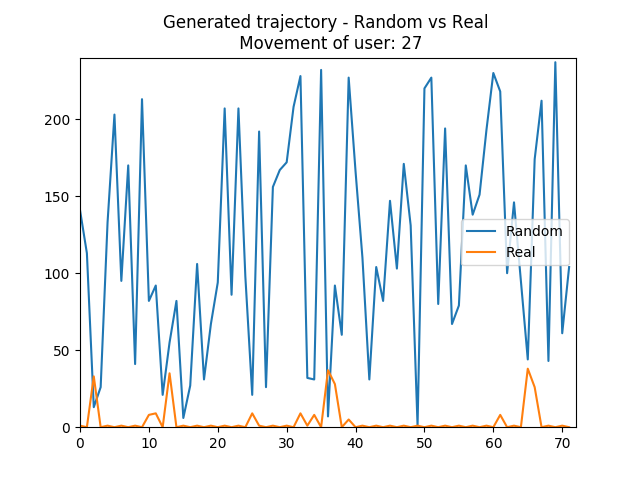 Generated trajectory - Random vs Real
Movement of user: 27
200
150
100
50
0
Random
Real
0 10 20 30 40 50 60 70